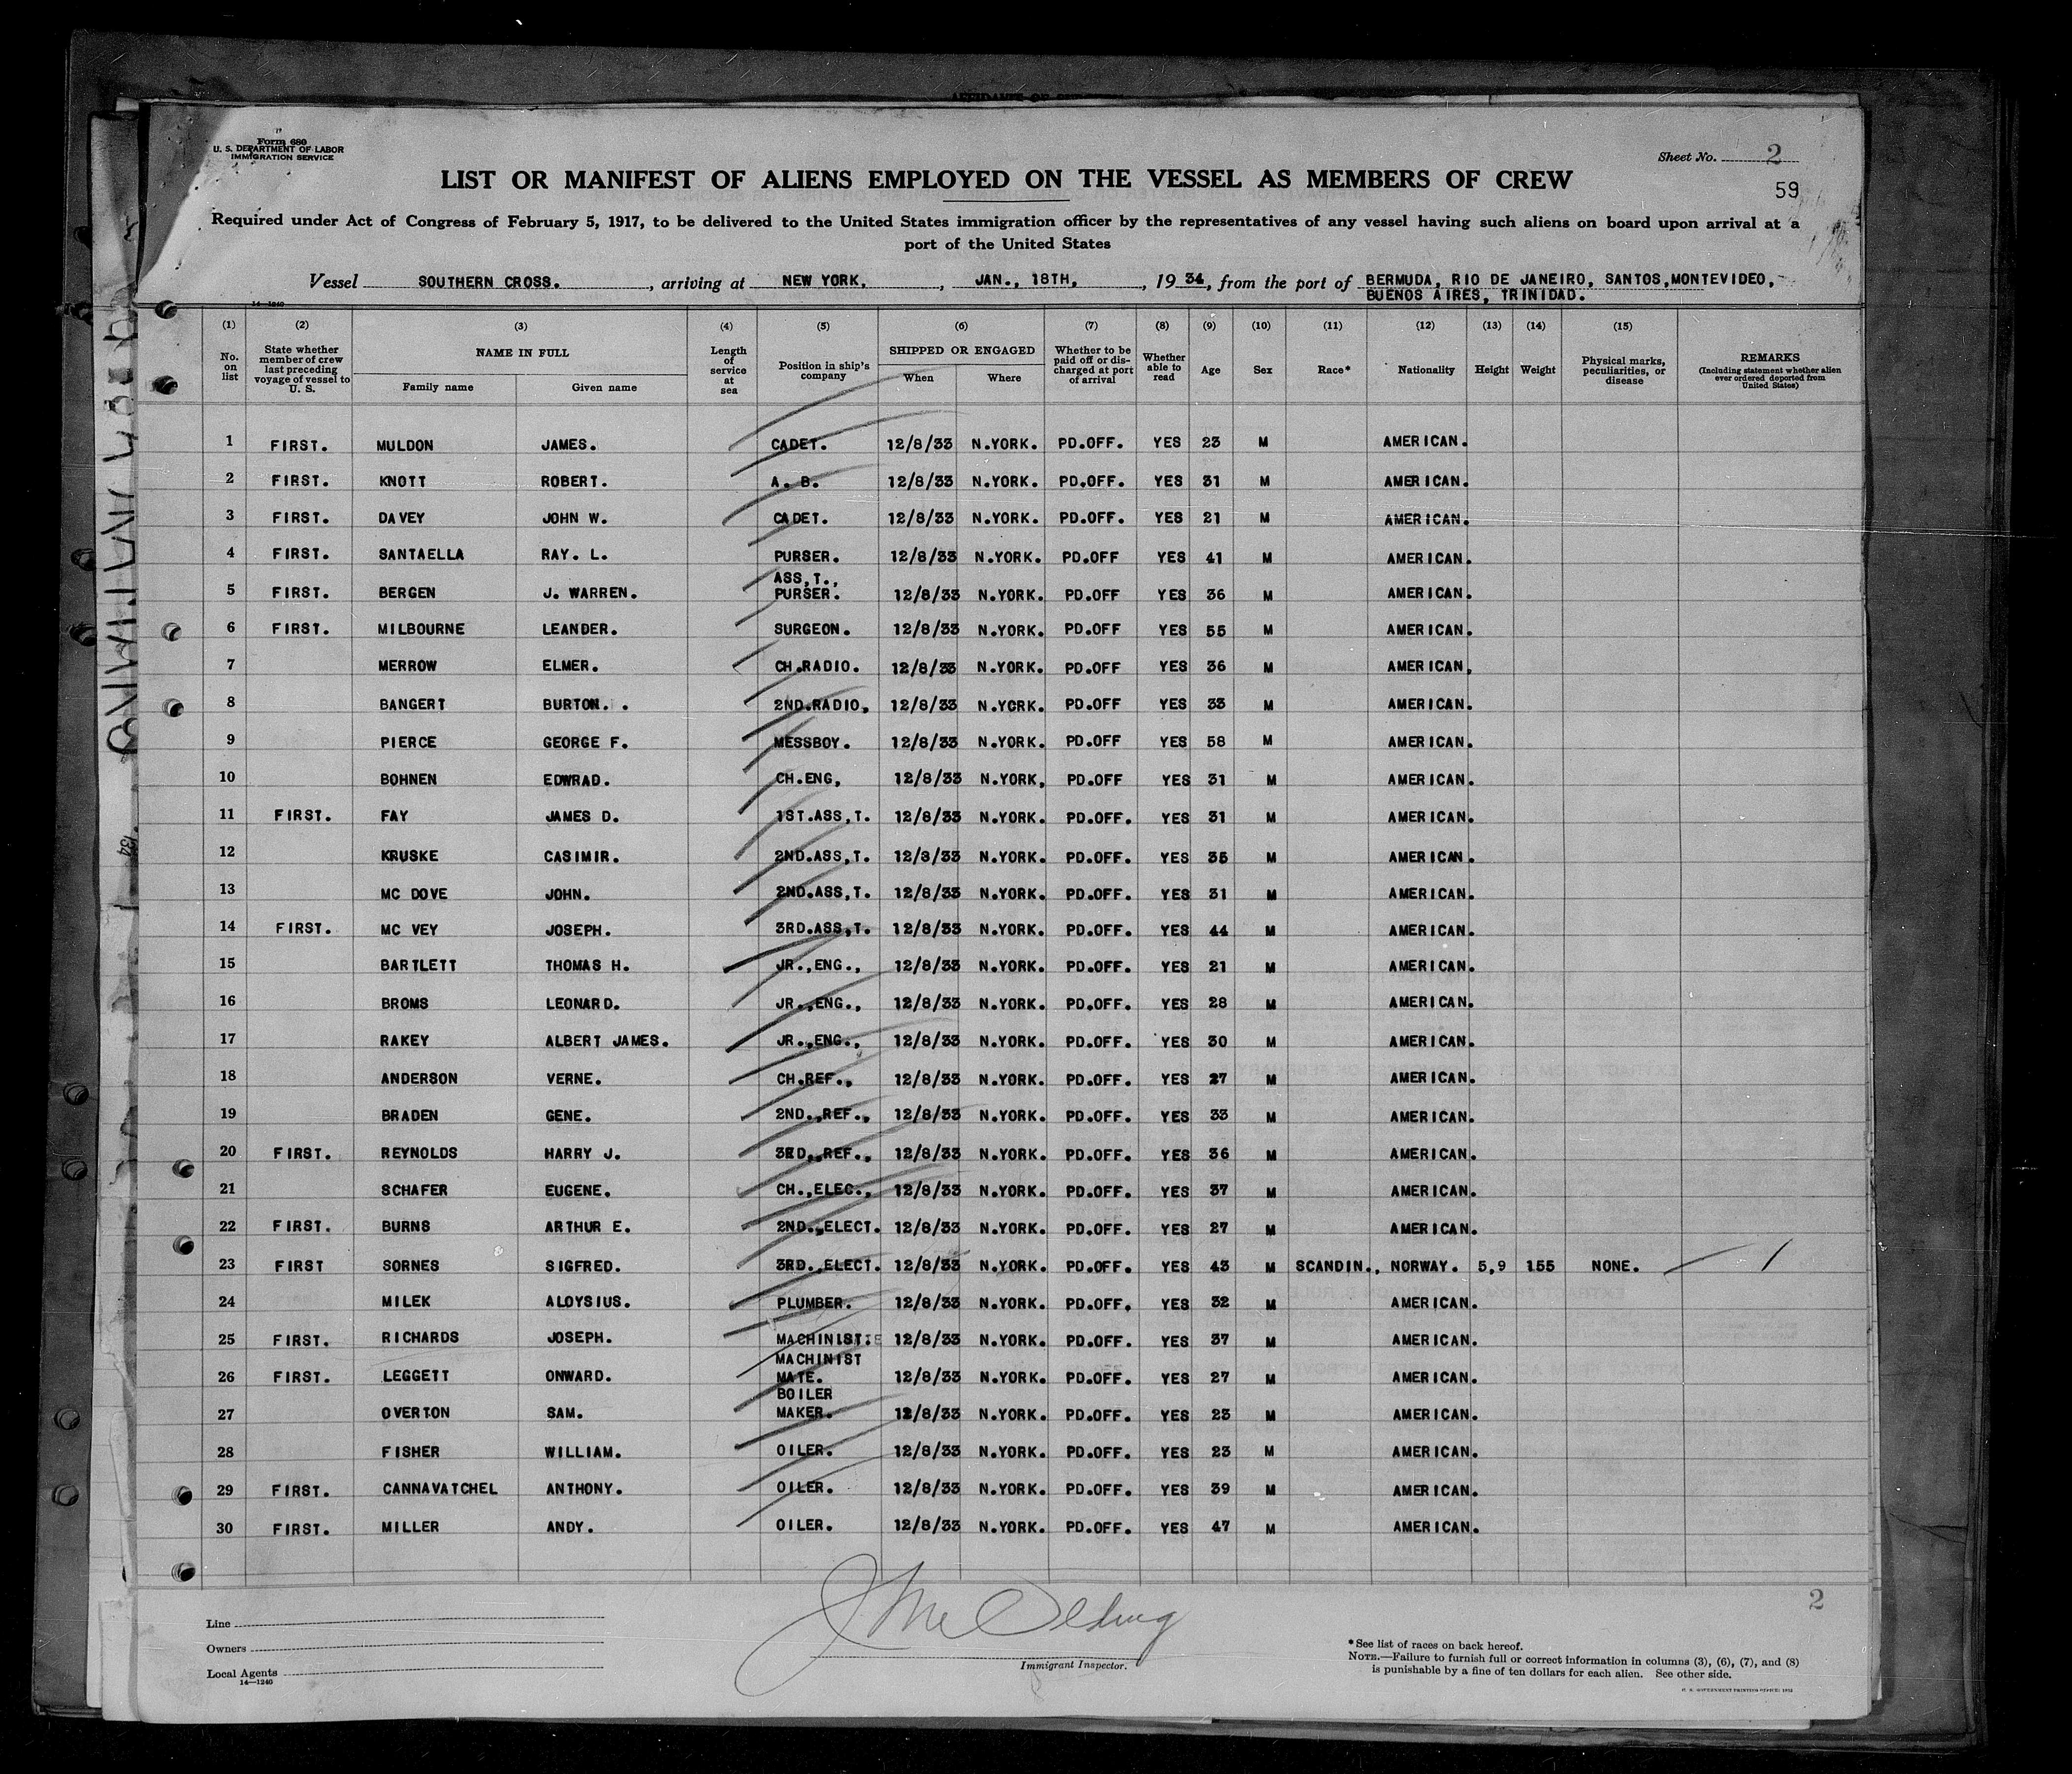 Form 680
U. S. DEPARTMENT OF LABOR
IMMIGRATION SERVICE
Sheet No. 2
59
LIST OR MANIFEST OF ALIENS EMPLOYED ON THE VESSEL AS MEMBERS OF CREW
Required under Act of Congress of February 5, 1917, to be delivered to the United States immigration officer by the representatives of any vessel having such aliens on board upon arrival at a
port of the United States
Vessel SOUTHERN CROSS. , arriving at NEW YORK, , JAN., 18TH, , 1934, from the port of BERMUDA, RIO DE JANEIRO, SANTOS,MONTEVIDEO,
BUENOS AIRES, TRINIDAD.
14—1240
(1) (2) (3) (4) (5) (6) (7) (8) (9) (10) (11) (12) (13) (14) (15)
No. on list State whether member of crew last preceding voyage of vessel to U. S. NAME IN FULL Family name Given name Length of service at sea Position in ship's company SHIPPED OR ENGAGED When Where Whether to be paid off or discharged at port of arrival Whether able to read Age Sex Race* Nationality Height Weight Physical marks, peculiarities, or disease REMARKS (Including statement whether alien ever ordered deported from United States)
1 FIRST. MULDON JAMES. CADET. 12/8/33 N.YORK. PD.OFF. YES 23 M AMERICAN.
2 FIRST. KNOTT ROBERT. A. B. 12/8/33 N.YORK. PD.OFF. YES 31 M AMERICAN.
3 FIRST. DAVEY JOHN W. CADET. 12/8/33 N.YORK. PD.OFF. YES 21 M AMERICAN.
4 FIRST. SANTAELLA RAY. L. PURSER. 12/8/33 N.YORK. PD.OFF YES 41 M AMERICAN.
5 FIRST. BERGEN J. WARREN. ASS,T., PURSER. 12/8/33 N.YORK. PD.OFF YES 36 M AMERICAN.
6 FIRST. MILBOURNE LEANDER. SURGEON. 12/8/33 N.YORK. PD.OFF YES 55 M AMERICAN.
7 MERROW ELMER. CH.RADIO. 12/8/33 N.YORK. PD.OFF YES 36 M AMERICAN.
8 BANGERT BURTON. . 2ND.RADIO, 12/8/33 N.YORK. PD.OFF YES 33 M AMERICAN.
9 PIERCE GEORGE F. MESSBOY. 12/8/33 N.YORK. PD.OFF YES 58 M AMERICAN.
10 BOHNEN EDWRAD. CH.ENG, 12/8/33 N.YORK, PD.OFF YES 31 M AMERICAN.
11 FIRST. FAY JAMES D. 1ST.ASS,T. 12/8/33 N.YORK. PD.OFF. YES 31 M AMERICAN.
12 KRUSKE CASIMIR. 2ND.ASS,T. 12/8/33 N.YORK. PD.OFF. YES 35 M AMERICAN.
13 MC DOVE JOHN. 2ND.ASS,T. 12/8/33 N.YORK. PD.OFF. YES 31 M AMERICAN.
14 FIRST. MC VEY JOSEPH. 3RD.ASS,T. 12/8/33 N.YORK. PD.OFF. YES 44 M AMERICAN.
15 BARTLETT THOMAS H. JR.,ENG., 12/8/33 N.YORK. PD.OFF. YES 21 M AMERICAN.
16 BROMS LEONARD. JR.,ENG., 12/8/33 N.YORK. PD.OFF. YES 28 M AMERICAN.
17 RAKEY ALBERT JAMES. JR.,ENG., 12/8/33 N.YORK. PD.OFF. YES 30 M AMERICAN.
18 ANDERSON VERNE. CH.REF., 12/8/33 N.YORK. PD.OFF. YES 27 M AMERICAN.
19 BRADEN GENE. 2ND.,REF., 12/8/33 N.YORK. PD.OFF. YES 33 M AMERICAN.
20 FIRST. REYNOLDS HARRY J. 3RD.,REF., 12/8/33 N.YORK. PD.OFF. YES 36 M AMERICAN.
21 SCHAFER EUGENE. CH.,ELEC., 12/8/33 N.YORK. PD.OFF. YES 37 M AMERICAN.
22 FIRST. BURNS ARTHUR E. 2ND.,ELECT. 12/8/33 N.YORK. PD.OFF. YES 27 M AMERICAN.
23 FIRST SORNES SIGFRED. 3RD.,ELECT. 12/8/33 N.YORK. PD.OFF. YES 43 M SCANDIN., NORWAY. 5,9 155 NONE. — /
24 MILEK ALOYSIUS. PLUMBER. 12/8/33 N.YORK. PD.OFF. YES 32 M AMERICAN.
25 FIRST. RICHARDS JOSEPH. MACHINIST. 12/8/33 N.YORK. PD.OFF. YES 37 M AMERICAN.
26 FIRST. LEGGETT ONWARD. MACHINIST MATE. 12/8/33 N.YORK. PD.OFF. YES 27 M AMERICAN.
27 OVERTON SAM. BOILER MAKER. 12/8/33 N.YORK. PD.OFF. YES 23 M AMERICAN.
28 FISHER WILLIAM. OILER. 12/8/33 N.YORK. PD.OFF. YES 23 M AMERICAN.
29 FIRST. CANNAVATCHEL ANTHONY. OILER. 12/8/33 N.YORK. PD.OFF. YES 39 M AMERICAN.
30 FIRST. MILLER ANDY. OILER. 12/8/33 N.YORK. PD.OFF. YES 47 M AMERICAN.
2
Line
Owners
Local Agents
14—1240
Immigrant Inspector.
*See list of races on back hereof.
NOTE.—Failure to furnish full or correct information in columns (3), (6), (7), and (8)
is punishable by a fine of ten dollars for each alien. See other side.
U. S. GOVERNMENT PRINTING OFFICE: 1932